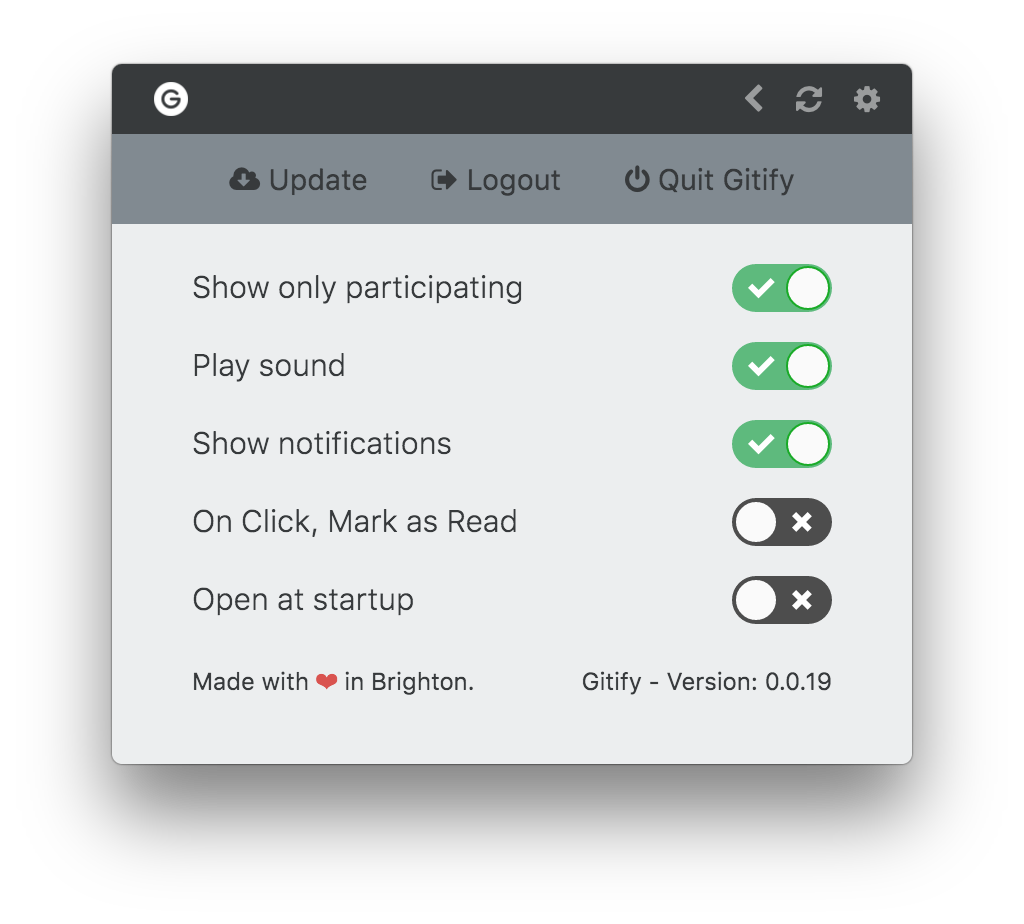 G
Update Logout Quit Gitify
Show only participating
Play sound
Show notifications
On Click, Mark as Read
Open at startup
Made with ❤ in Brighton. Gitify - Version: 0.0.19